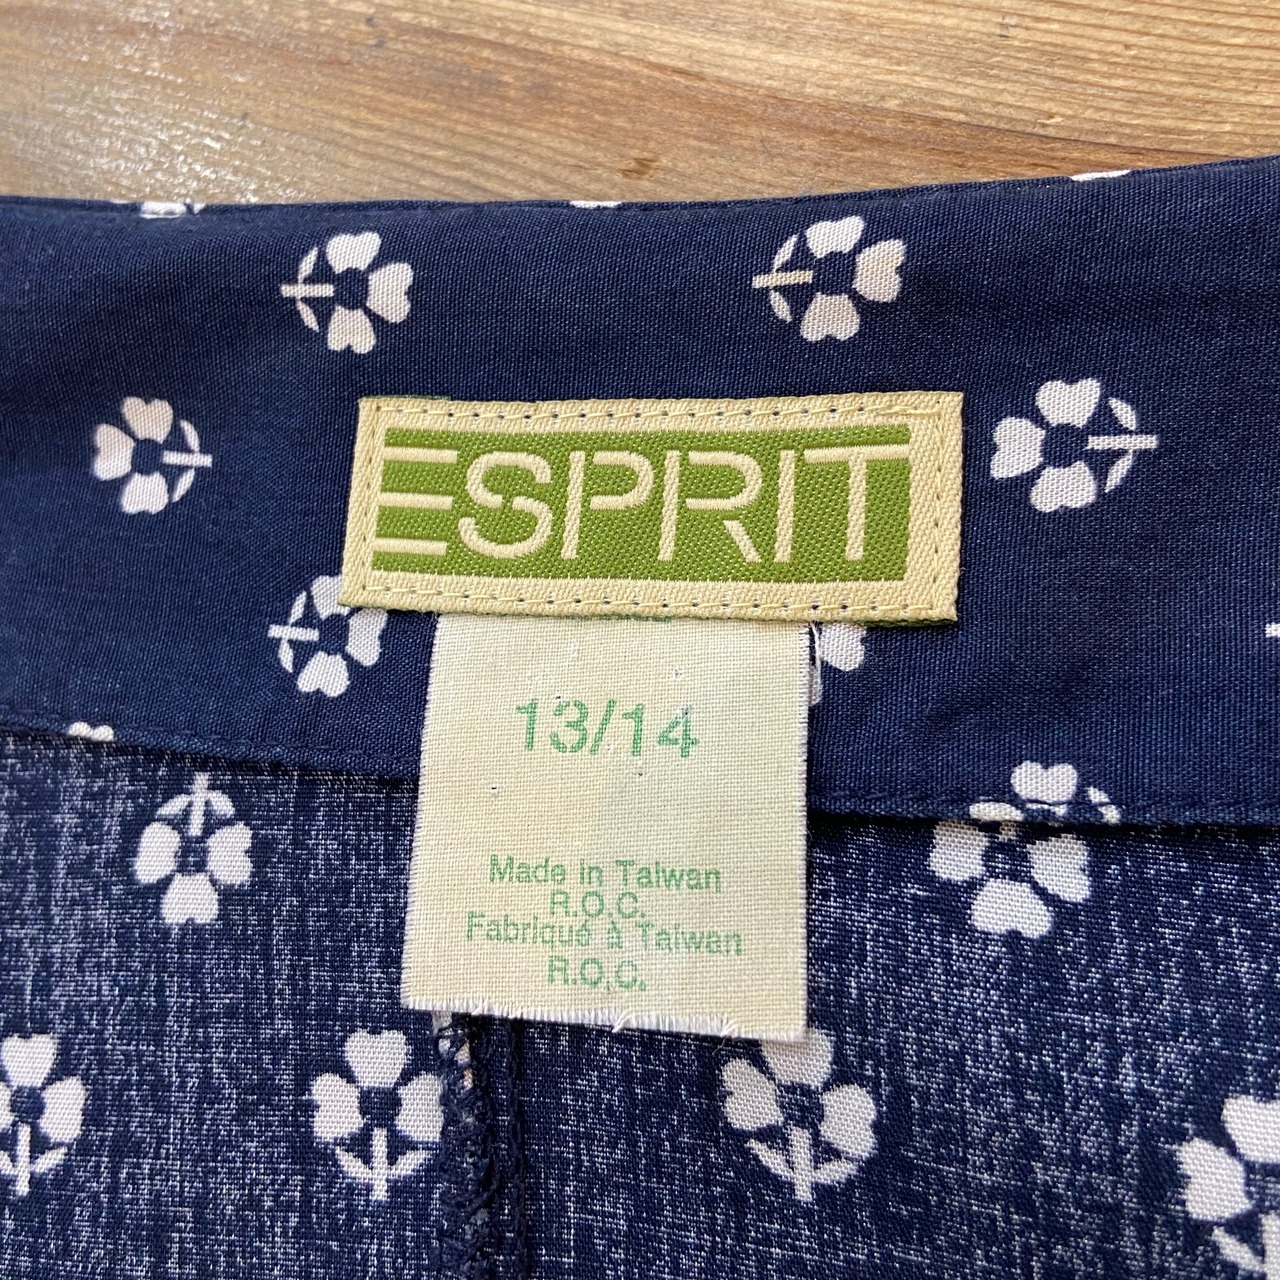 ESPRIT
13/14
Made in Taiwan
R.O.C.
Fabriqué à Taiwan
R.O.C.